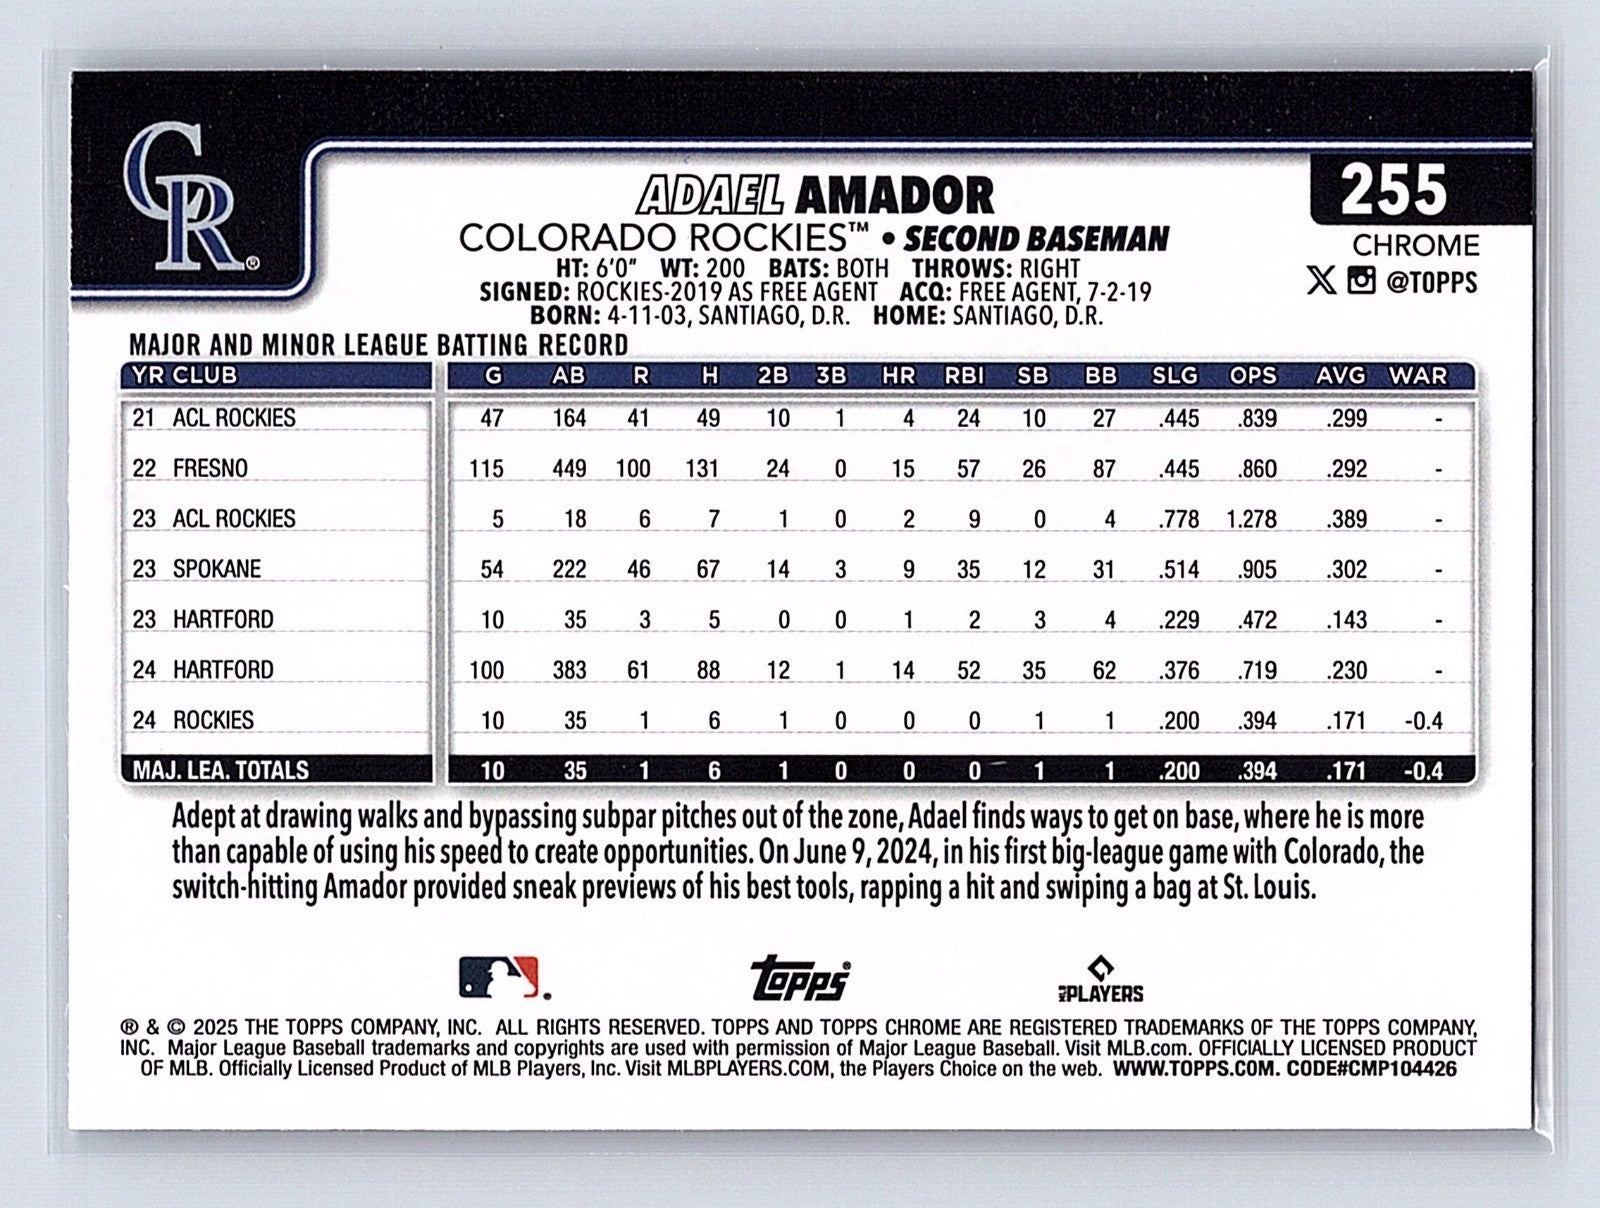 CR®
ADAEL AMADOR
255
COLORADO ROCKIES™ • SECOND BASEMAN
CHROME
HT: 6'0" WT: 200 BATS: BOTH THROWS: RIGHT
@TOPPS
SIGNED: ROCKIES-2019 AS FREE AGENT ACQ: FREE AGENT, 7-2-19
BORN: 4-11-03, SANTIAGO, D.R. HOME: SANTIAGO, D.R.
MAJOR AND MINOR LEAGUE BATTING RECORD
YR CLUB G AB R H 2B 3B HR RBI SB BB SLG OPS AVG WAR
21 ACL ROCKIES 47 164 41 49 10 1 4 24 10 27 .445 .839 .299 -
22 FRESNO 115 449 100 131 24 0 15 57 26 87 .445 .860 .292 -
23 ACL ROCKIES 5 18 6 7 1 0 2 9 0 4 .778 1.278 .389 -
23 SPOKANE 54 222 46 67 14 3 9 35 12 31 .514 .905 .302 -
23 HARTFORD 10 35 3 5 0 0 1 2 3 4 .229 .472 .143 -
24 HARTFORD 100 383 61 88 12 1 14 52 35 62 .376 .719 .230 -
24 ROCKIES 10 35 1 6 1 0 0 0 1 1 .200 .394 .171 -0.4
MAJ. LEA. TOTALS 10 35 1 6 1 0 0 0 1 1 .200 .394 .171 -0.4
Adept at drawing walks and bypassing subpar pitches out of the zone, Adael finds ways to get on base, where he is more
than capable of using his speed to create opportunities. On June 9, 2024, in his first big-league game with Colorado, the
switch-hitting Amador provided sneak previews of his best tools, rapping a hit and swiping a bag at St. Louis.
Topps®
MLB PLAYERS
® & © 2025 THE TOPPS COMPANY, INC. ALL RIGHTS RESERVED. TOPPS AND TOPPS CHROME ARE REGISTERED TRADEMARKS OF THE TOPPS COMPANY,
INC. Major League Baseball trademarks and copyrights are used with permission of Major League Baseball. Visit MLB.com. OFFICIALLY LICENSED PRODUCT
OF MLB. Officially Licensed Product of MLB Players, Inc. Visit MLBPLAYERS.COM, the Players Choice on the web. WWW.TOPPS.COM. CODE#CMP104426